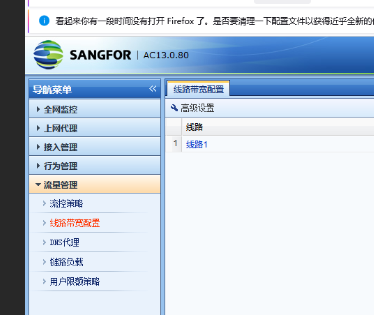 看起来你有一段时间没有打开 Firefox 了。是否要清理一下配置文件以获得近乎全新的
SANGFOR | AC13.0.80
导航菜单
线路带宽配置
全网监控
高级设置
上网代理
线路
接入管理
1 线路1
行为管理
流量管理
流控策略
线路带宽配置
DNS代理
链路负载
用户限额策略